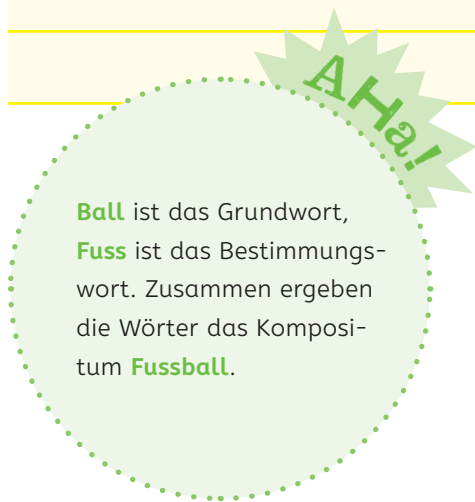 AHa!
Ball ist das Grundwort,
Fuss ist das Bestimmungs-
wort. Zusammen ergeben
die Wörter das Komposi-
tum Fussball.